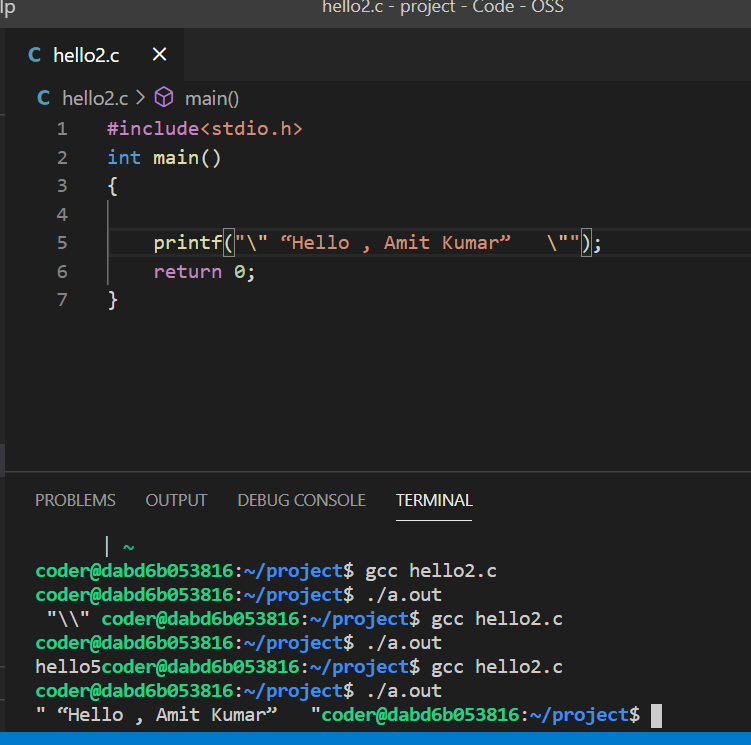 lp hello2.c - project - Code - OSS
C hello2.c ×
C hello2.c > main()
1 #include<stdio.h>
2 int main()
3 {
4
5 printf("\" “Hello , Amit Kumar”   \"");
6 return 0;
7 }
PROBLEMS OUTPUT DEBUG CONSOLE TERMINAL
| ~
coder@dabd6b053816:~/project$ gcc hello2.c
coder@dabd6b053816:~/project$ ./a.out
 "\\" coder@dabd6b053816:~/project$ gcc hello2.c
coder@dabd6b053816:~/project$ ./a.out
hello5coder@dabd6b053816:~/project$ gcc hello2.c
coder@dabd6b053816:~/project$ ./a.out
" “Hello , Amit Kumar”   "coder@dabd6b053816:~/project$